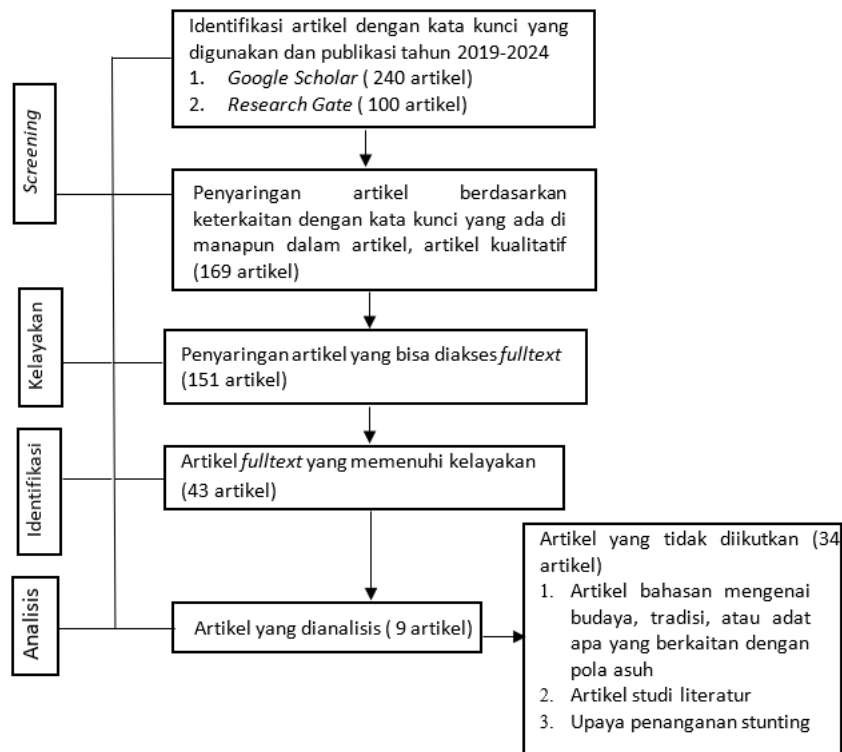 Identifikasi artikel dengan kata kunci yang
digunakan dan publikasi tahun 2019-2024
1. Google Scholar ( 240 artikel)
2. Research Gate ( 100 artikel)
Screening
Penyaringan artikel berdasarkan
keterkaitan dengan kata kunci yang ada di
manapun dalam artikel, artikel kualitatif
(169 artikel)
Kelayakan
Penyaringan artikel yang bisa diakses fulltext
(151 artikel)
Identifikasi
Artikel fulltext yang memenuhi kelayakan
(43 artikel)
Analisis
Artikel yang dianalisis ( 9 artikel)
Artikel yang tidak diikutkan (34
artikel)
1. Artikel bahasan mengenai
budaya, tradisi, atau adat
apa yang berkaitan dengan
pola asuh
2. Artikel studi literatur
3. Upaya penanganan stunting